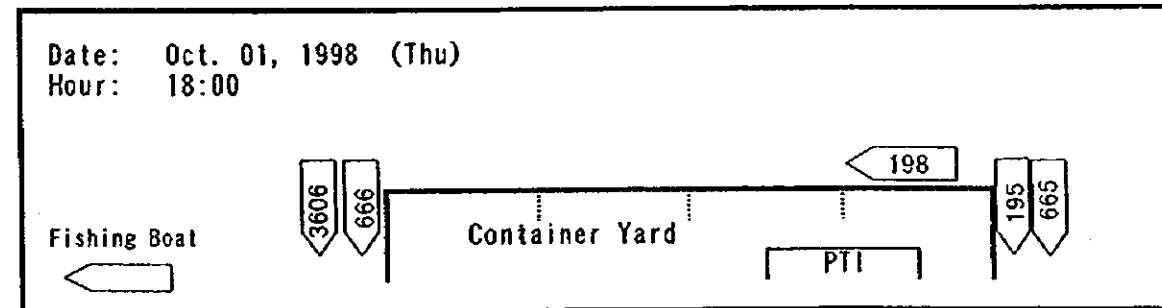 Date: Oct. 01, 1998 (Thu)
Hour: 18:00
198
3606
666
195
665
Fishing Boat
Container Yard
PTI